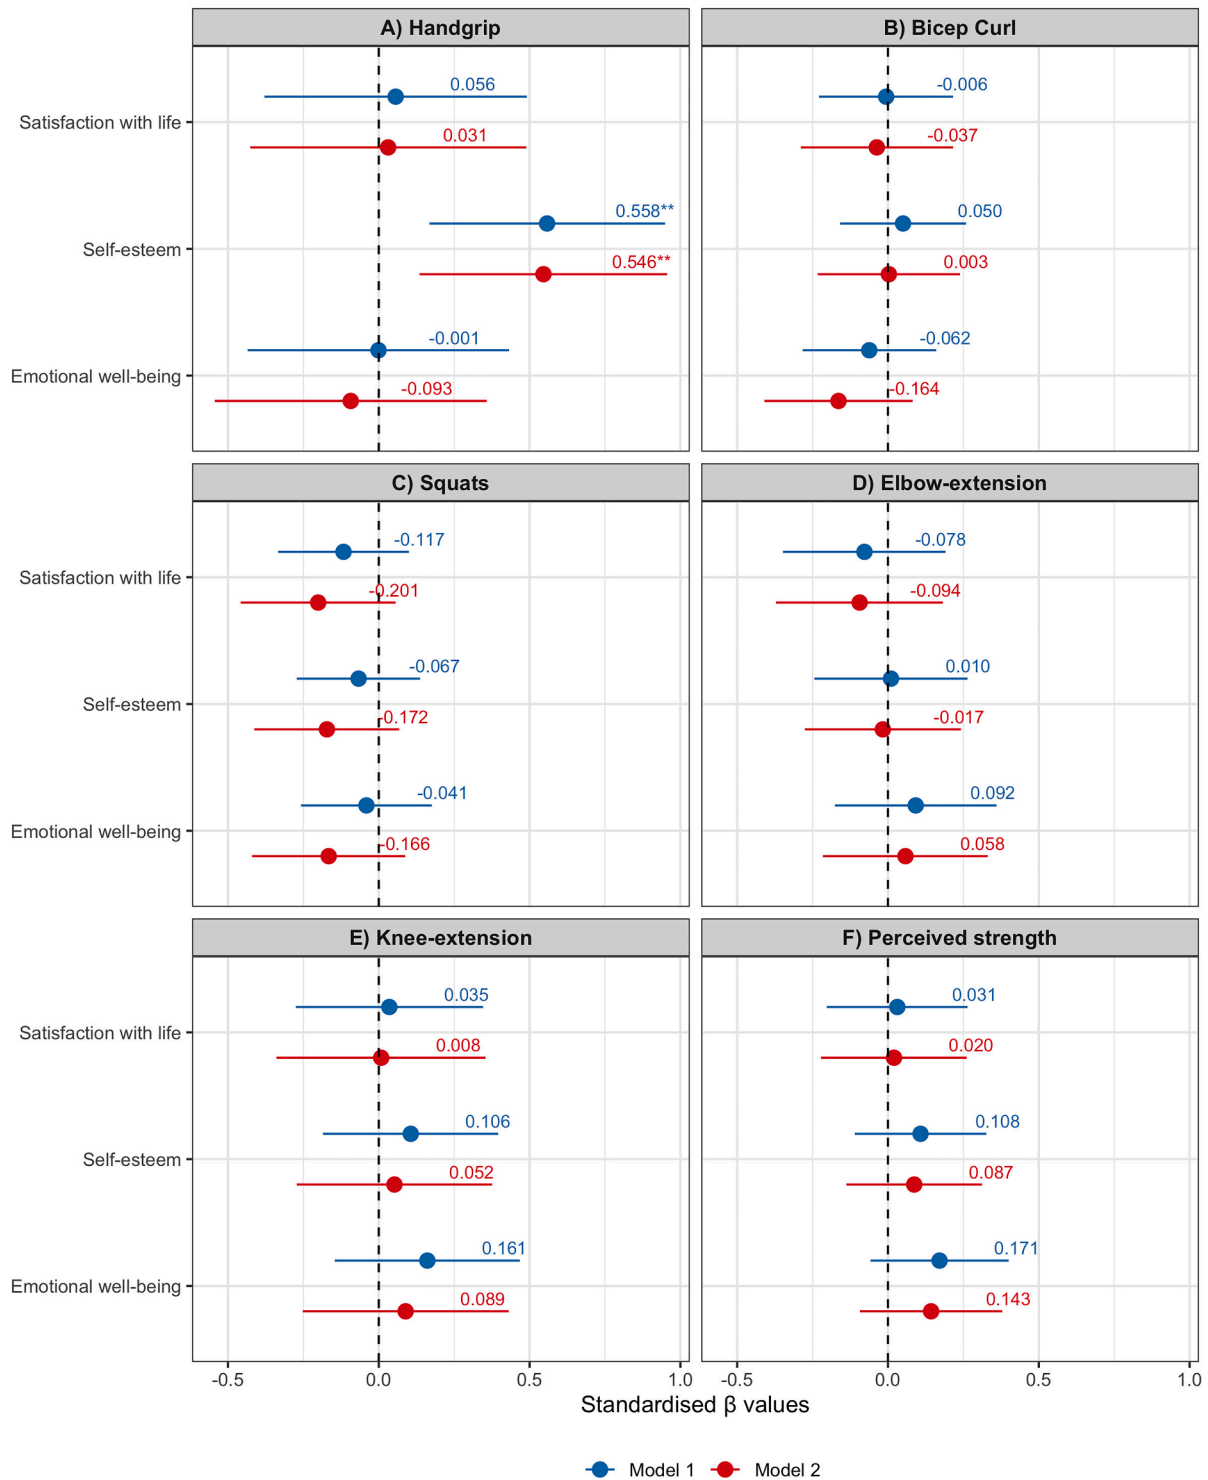 A) Handgrip
B) Bicep Curl
Satisfaction with life
0.056
0.031
-0.006
-0.037
Self-esteem
0.558**
0.546**
0.050
0.003
Emotional well-being
-0.001
-0.093
-0.062
-0.164
C) Squats
D) Elbow-extension
Satisfaction with life
-0.117
-0.201
-0.078
-0.094
Self-esteem
-0.067
-0.172
0.010
-0.017
Emotional well-being
-0.041
-0.166
0.092
0.058
E) Knee-extension
F) Perceived strength
Satisfaction with life
0.035
0.008
0.031
0.020
Self-esteem
0.106
0.052
0.108
0.087
Emotional well-being
0.161
0.089
0.171
0.143
-0.5 0.0 0.5 1.0 -0.5 0.0 0.5 1.0
Standardised β values
Model 1 Model 2